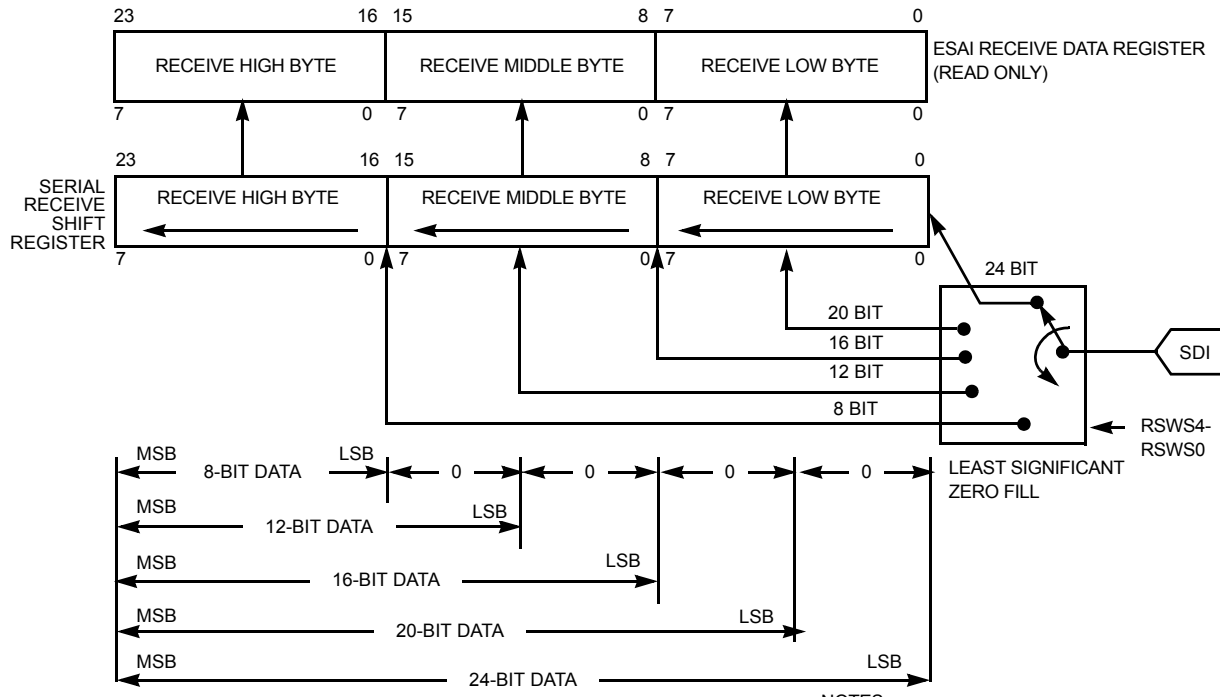 23 16 15 8 7 0
RECEIVE HIGH BYTE RECEIVE MIDDLE BYTE RECEIVE LOW BYTE
ESAI RECEIVE DATA REGISTER
(READ ONLY)
7 0 7 0 7 0
23 16 15 8 7 0
SERIAL
RECEIVE
SHIFT
REGISTER
RECEIVE HIGH BYTE RECEIVE MIDDLE BYTE RECEIVE LOW BYTE
7 0 7 0 7 0
24 BIT
20 BIT
16 BIT
12 BIT
8 BIT
SDI
RSWS4-
RSWS0
MSB LSB
8-BIT DATA 0 0 0 0
LEAST SIGNIFICANT
ZERO FILL
MSB LSB
12-BIT DATA
MSB LSB
16-BIT DATA
MSB LSB
20-BIT DATA
MSB LSB
24-BIT DATA